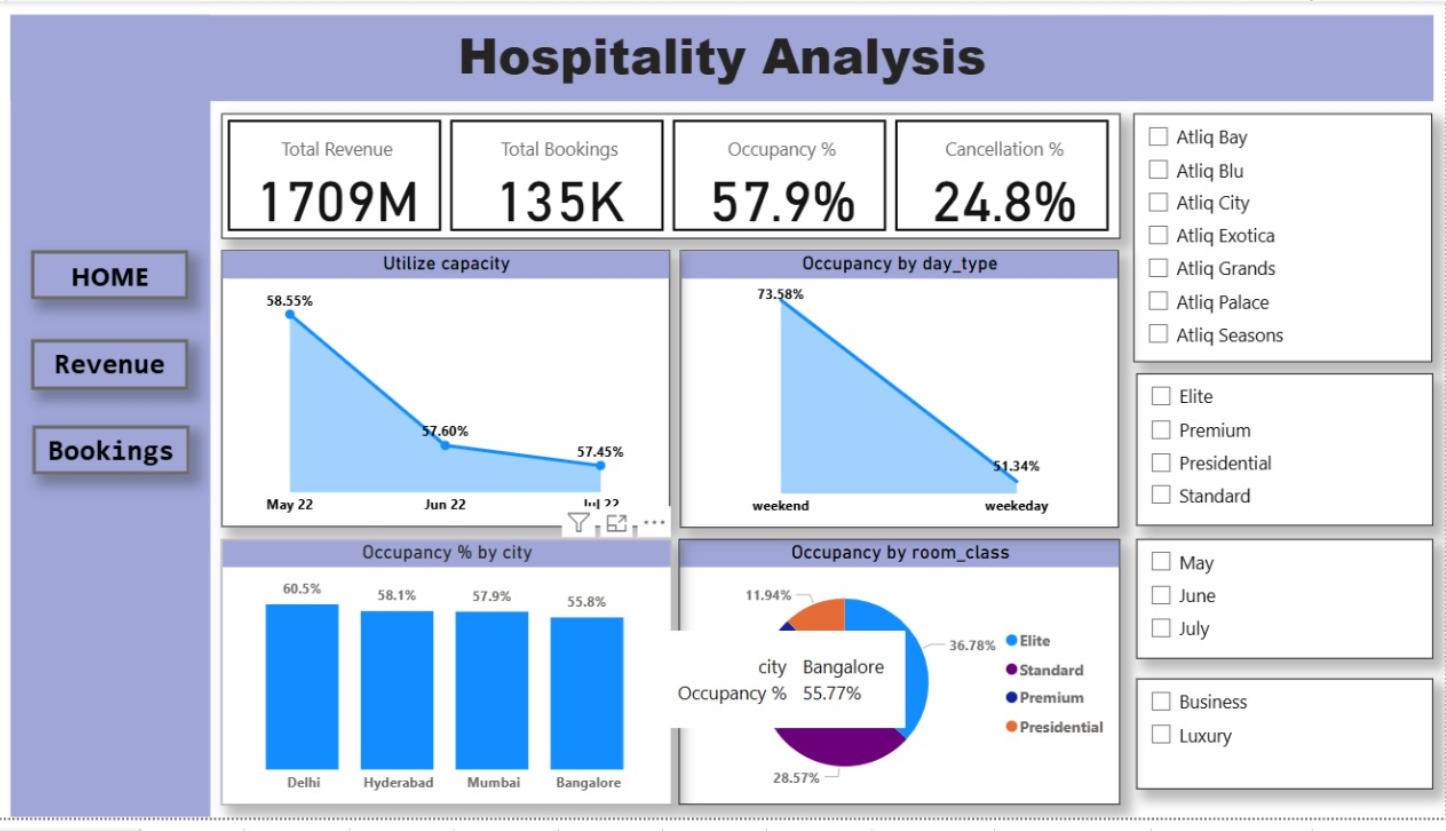 Hospitality Analysis
HOME
Revenue
Bookings
Total Revenue
1709M
Total Bookings
135K
Occupancy %
57.9%
Cancellation %
24.8%
Utilize capacity
58.55%
57.60%
57.45%
May 22
Jun 22
Jul 22
Occupancy by day_type
73.58%
51.34%
weekend
weekeday
Occupancy % by city
60.5%
58.1%
57.9%
55.8%
Delhi
Hyderabad
Mumbai
Bangalore
Occupancy by room_class
11.94%
36.78%
28.57%
city Bangalore
Occupancy % 55.77%
Elite
Standard
Premium
Presidential
Atliq Bay
Atliq Blu
Atliq City
Atliq Exotica
Atliq Grands
Atliq Palace
Atliq Seasons
Elite
Premium
Presidential
Standard
May
June
July
Business
Luxury